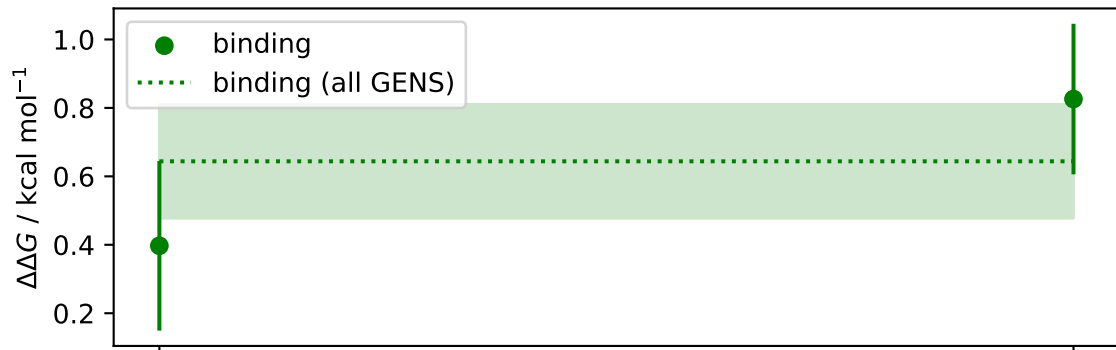 1.0
0.8
0.6
0.4
0.2
ΔΔG / kcal mol⁻¹
binding
binding (all GENS)